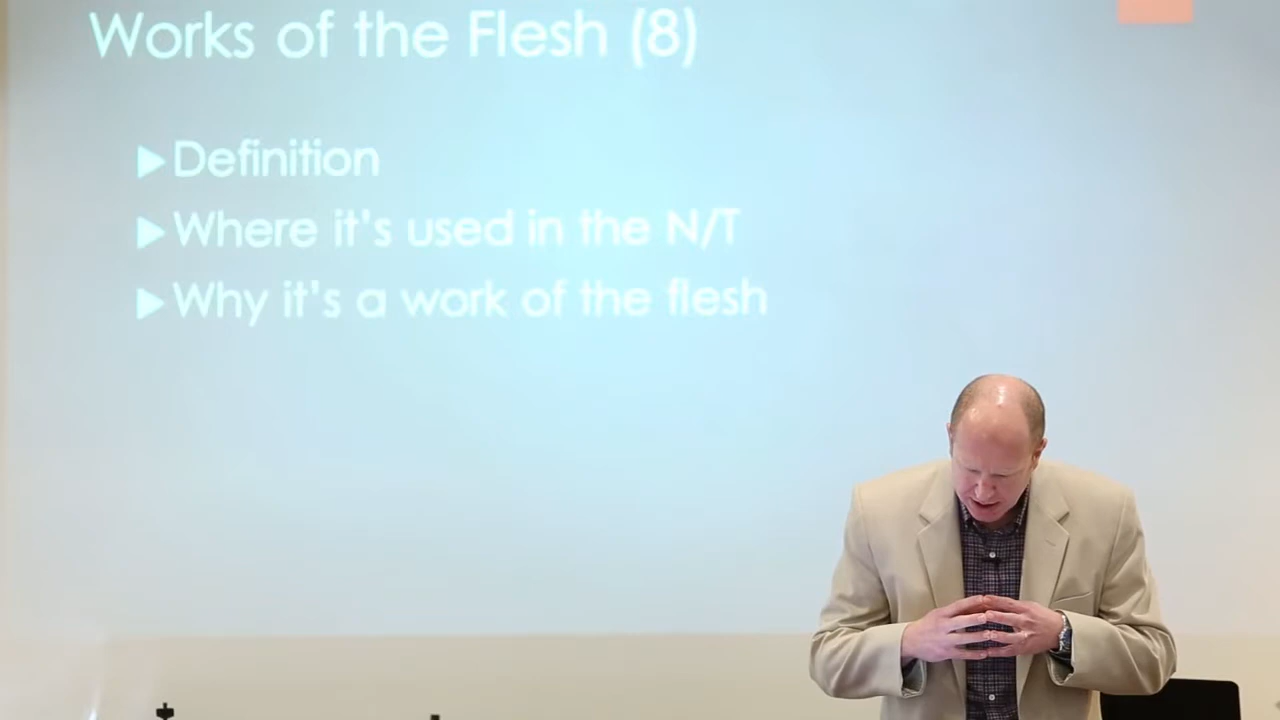 Works of the Flesh (8)
Definition
Where it's used in the N/T
Why it's a work of the flesh